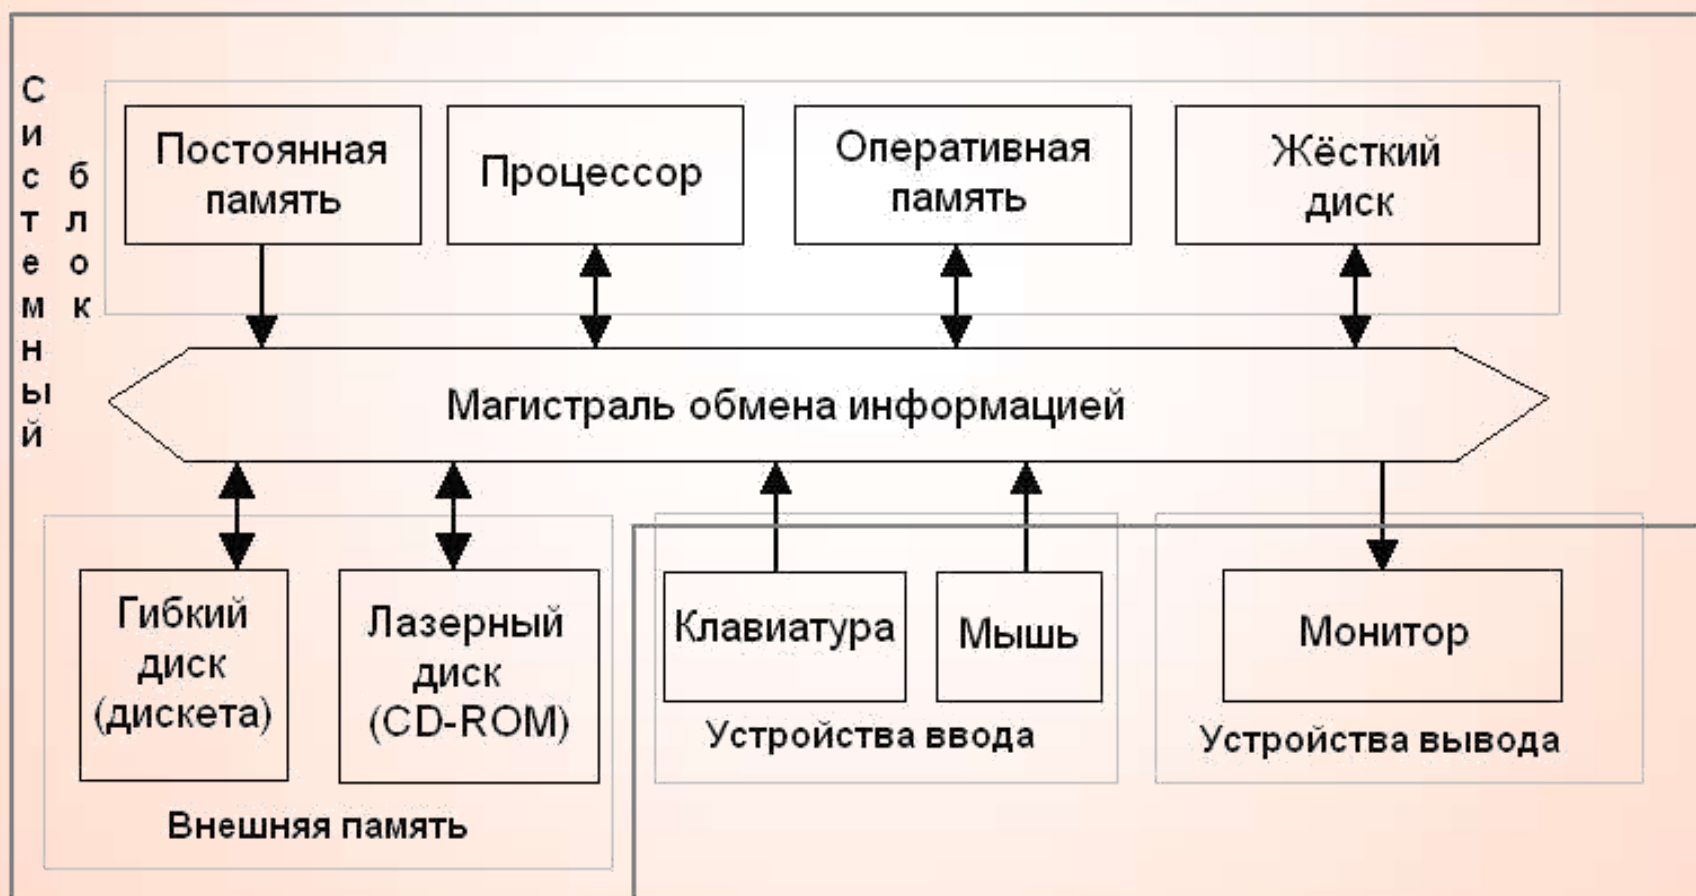 Системный
блок
Постоянная
память
Процессор
Оперативная
память
Жёсткий
диск
Магистраль обмена информацией
Гибкий
диск
(дискета)
Лазерный
диск
(CD-ROM)
Внешняя память
Клавиатура
Мышь
Устройства ввода
Монитор
Устройства вывода